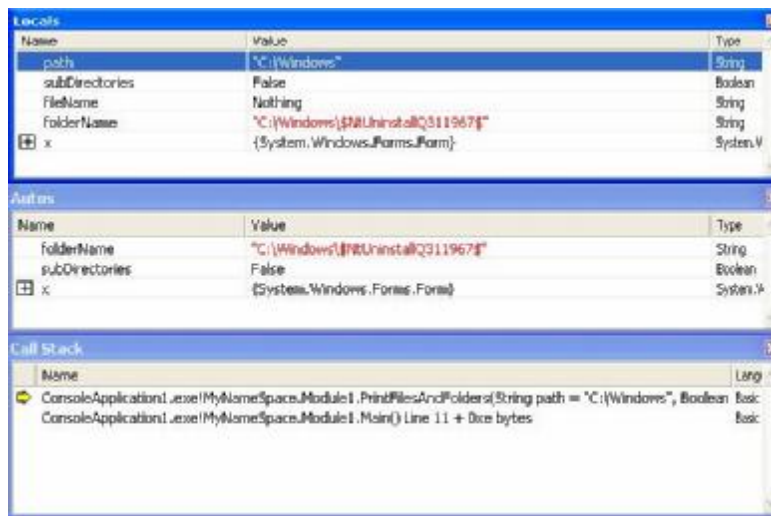 Locals
Name Value Type
path "C:\Windows" String
subDirectories False Boolean
fileName Nothing String
folderName "C:\Windows\$NtUninstallQ311967$" String
x {System.Windows.Forms.Form} System.W
Autos
Name Value Type
folderName "C:\Windows\$NtUninstallQ311967$" String
subDirectories False Boolean
x {System.Windows.Forms.Form} System.W
Call Stack
Name Lang
ConsoleApplication1.exe!MyNameSpace.Module1.PrintFilesAndFolders(String path = "C:\Windows", Boolean Basic
ConsoleApplication1.exe!MyNameSpace.Module1.Main() Line 11 + 0xe bytes Basic